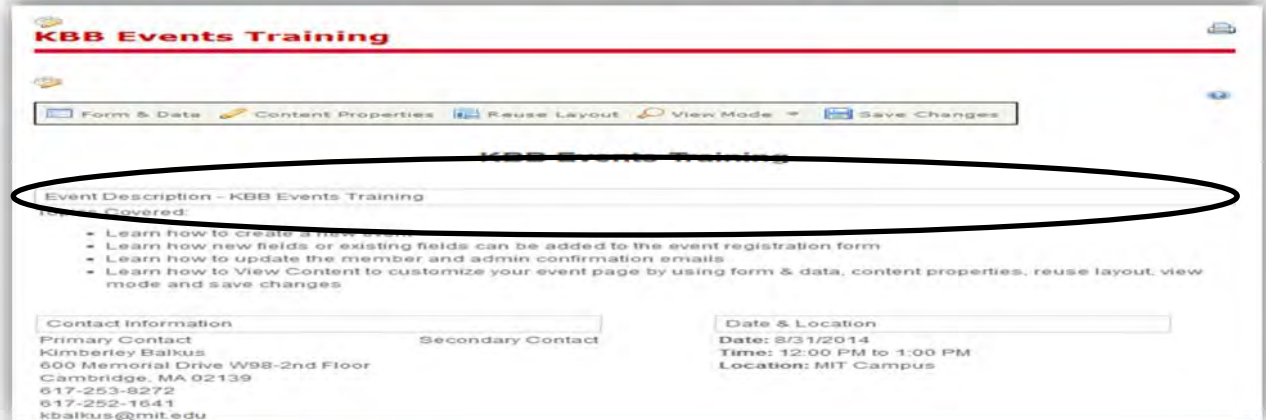 KBB Events Training
Form & Data Content Properties Reuse Layout View Mode Save Changes
KBB Events Training
Event Description - KBB Events Training
Topics Covered:
- Learn how to create a new event
- Learn how new fields or existing fields can be added to the event registration form
- Learn how to update the member and admin confirmation emails
- Learn how to View Content to customize your event page by using form & data, content properties, reuse layout, view
mode and save changes
Contact Information
Primary Contact Secondary Contact
Kimberley Balkus
600 Memorial Drive W98-2nd Floor
Cambridge, MA 02139
617-253-8272
617-252-1641
kbalkus@mit.edu
Date & Location
Date: 8/31/2014
Time: 12:00 PM to 1:00 PM
Location: MIT Campus